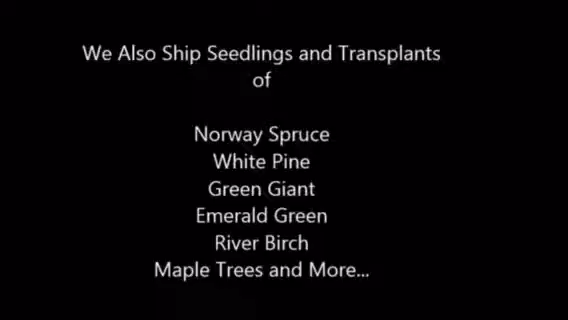 We Also Ship Seedlings and Transplants
of
Norway Spruce
White Pine
Green Giant
Emerald Green
River Birch
Maple Trees and More...